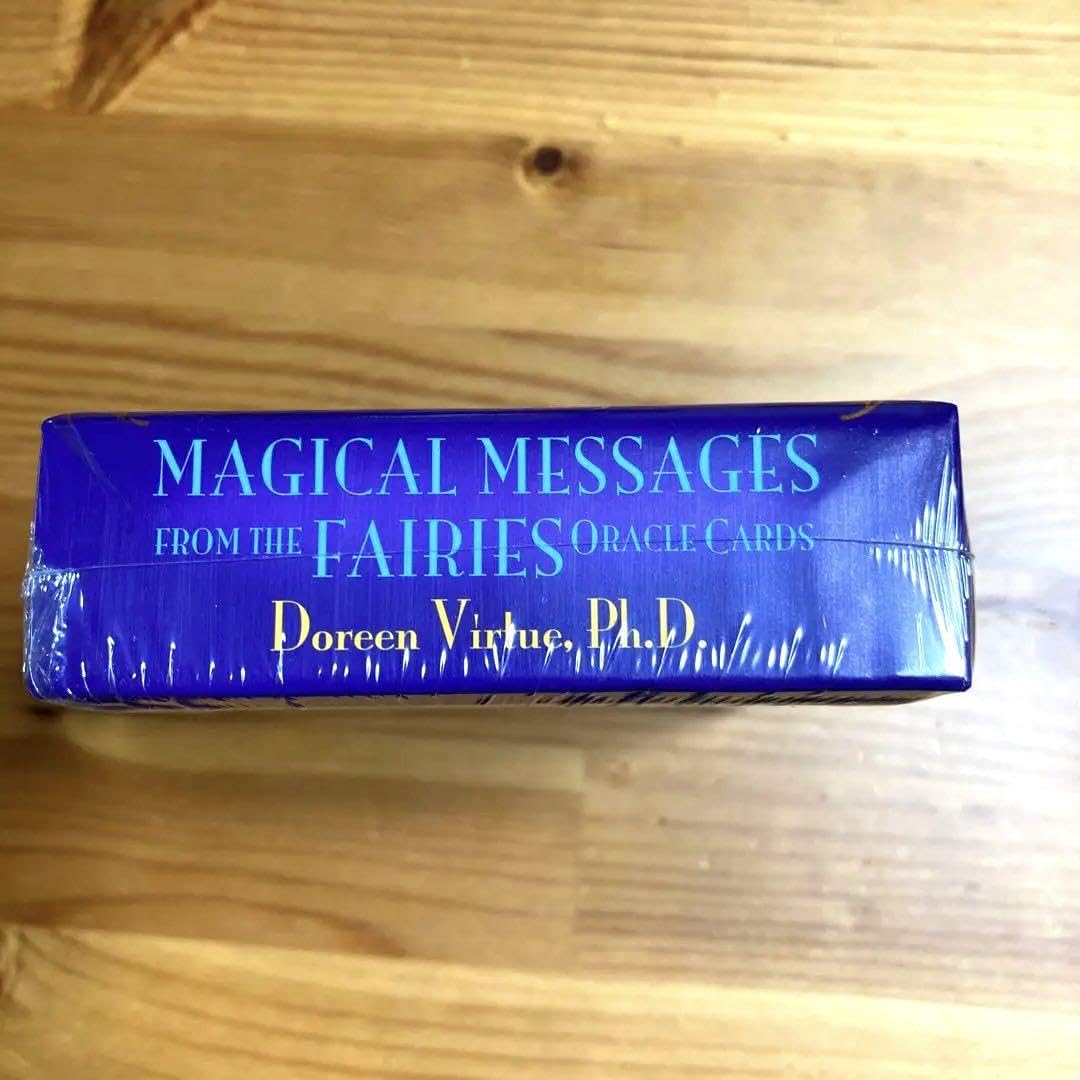 MAGICAL MESSAGES
FROM THE FAIRIES ORACLE CARDS
Doreen Virtue, Ph.D.